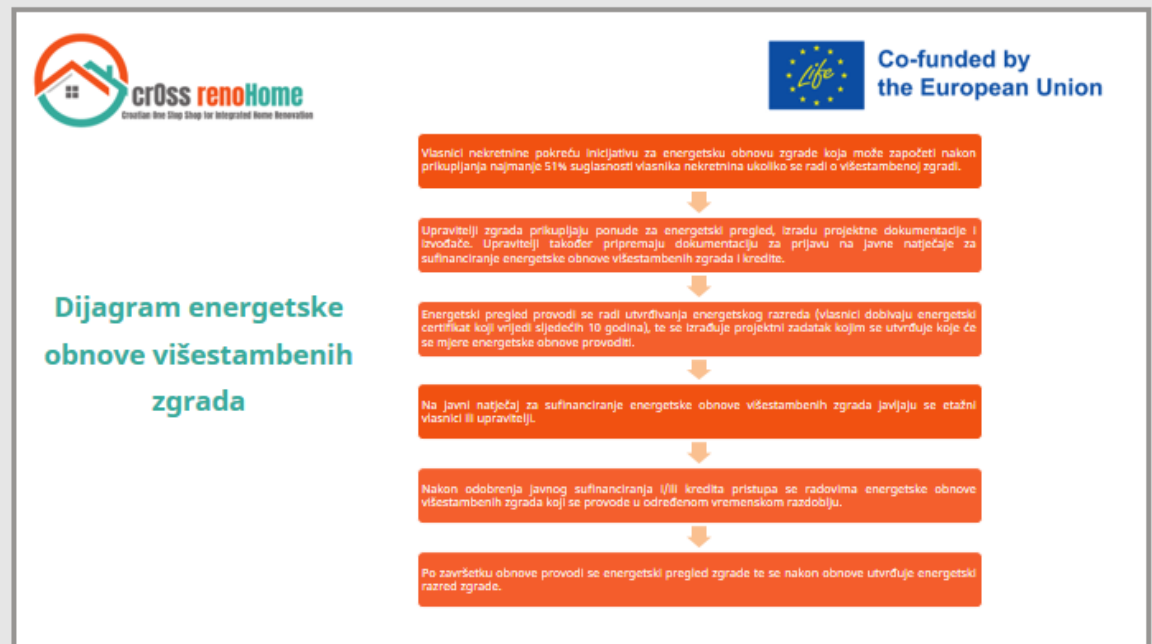 cr0ss renoHome
Croatian One Stop Shop for Integrated Home Renovation
life
Co-funded by
the European Union
Dijagram energetske
obnove višestambenih
zgrada
Vlasnici nekretnine pokreću inicijativu za energetsku obnovu zgrade koja može započeti nakon
prikupljanja najmanje 51% suglasnosti vlasnika nekretnina ukoliko se radi o višestambenoj zgradi.
Upravitelji zgrada prikupljaju ponude za energetski pregled, izradu projektne dokumentacije i
izvođače. Upravitelji također pripremaju dokumentaciju za prijavu na javne natječaje za
sufinanciranje energetske obnove višestambenih zgrada i kredite.
Energetski pregled provodi se radi utvrđivanja energetskog razreda (vlasnici dobivaju energetski
certifikat koji vrijedi sljedećih 10 godina), te se izrađuje projektni zadatak kojim se utvrđuje koje će
se mjere energetske obnove provoditi.
Na javni natječaj za sufinanciranje energetske obnove višestambenih zgrada javljaju se etažni
vlasnici ili upravitelji.
Nakon odobrenja javnog sufinanciranja i/ili kredita pristupa se radovima energetske obnove
višestambenih zgrada koji se provode u određenom vremenskom razdoblju.
Po završetku obnove provodi se energetski pregled zgrade te se nakon obnove utvrđuje energetski
razred zgrade.